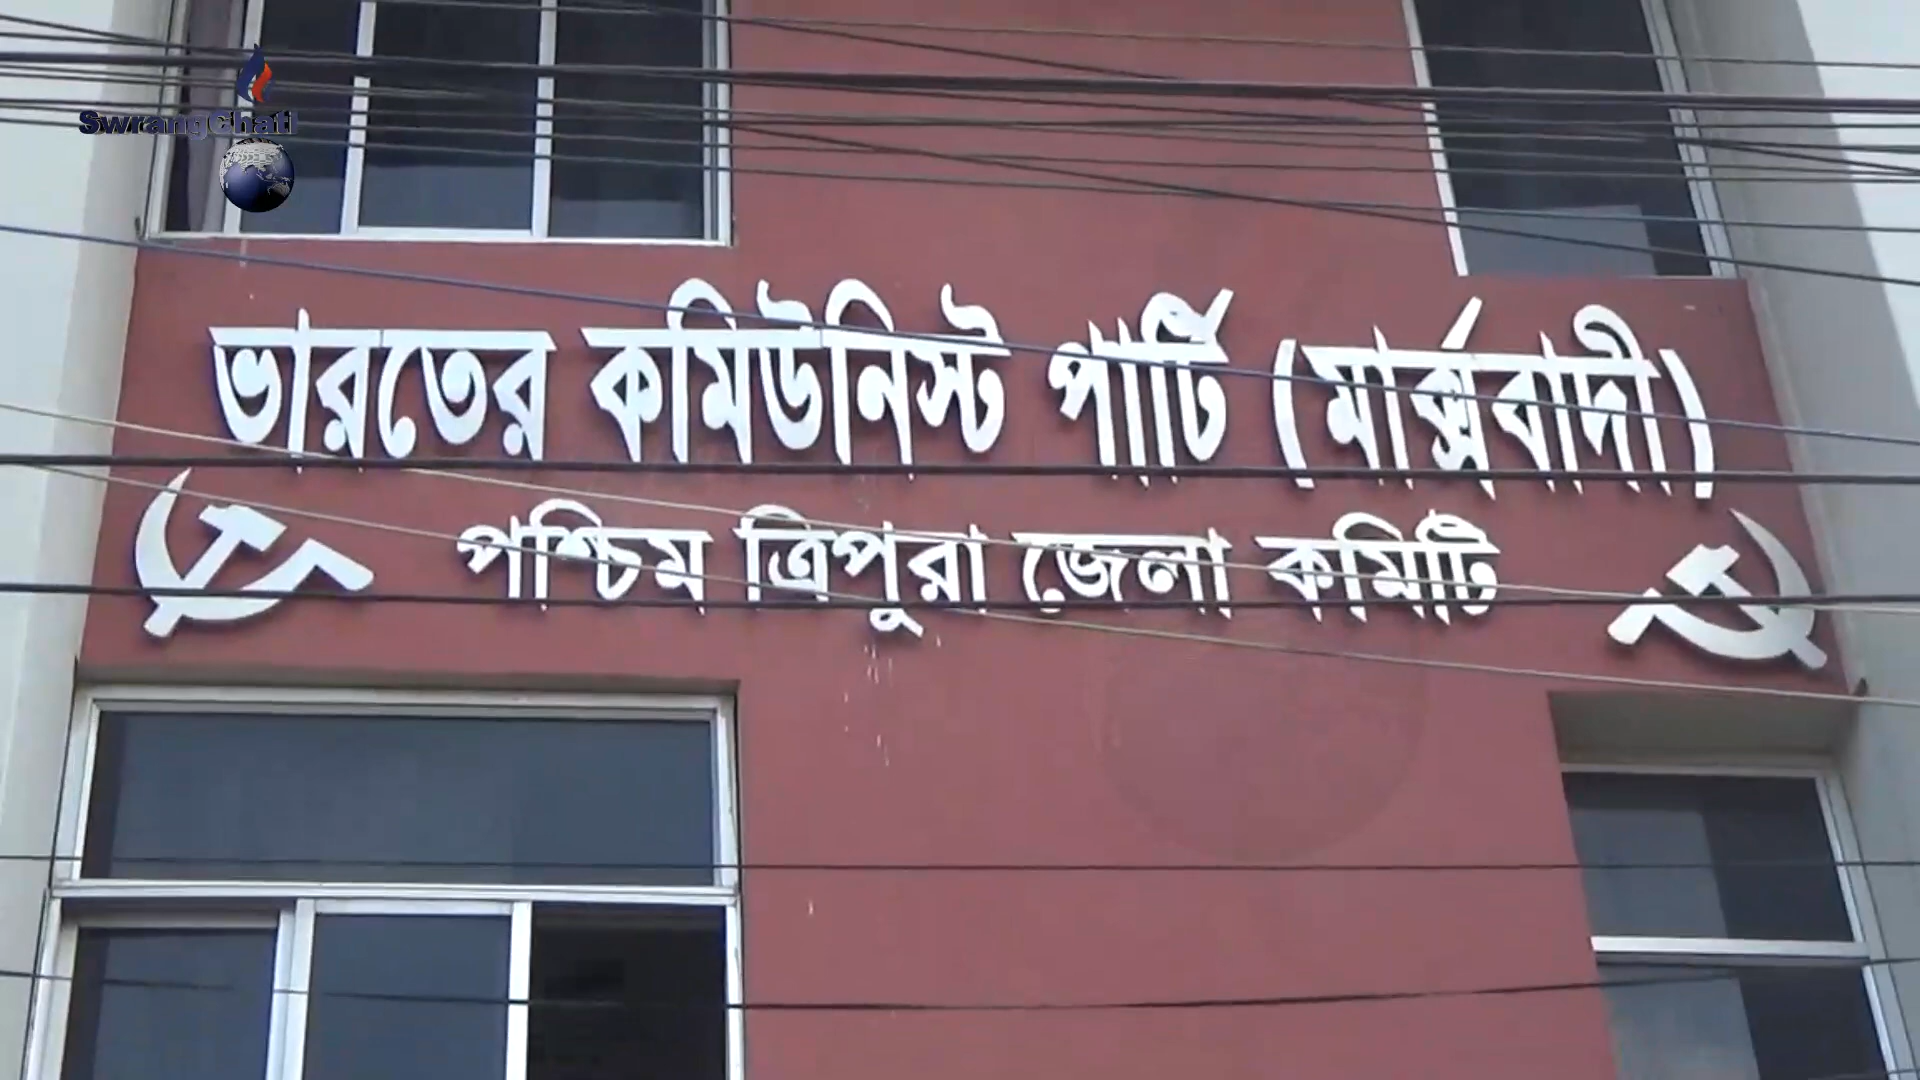 SwrangChati
ভারতের কমিউনিস্ট পার্টি (মার্ক্সবাদী)
পশ্চিম ত্রিপুরা জেলা কমিটি